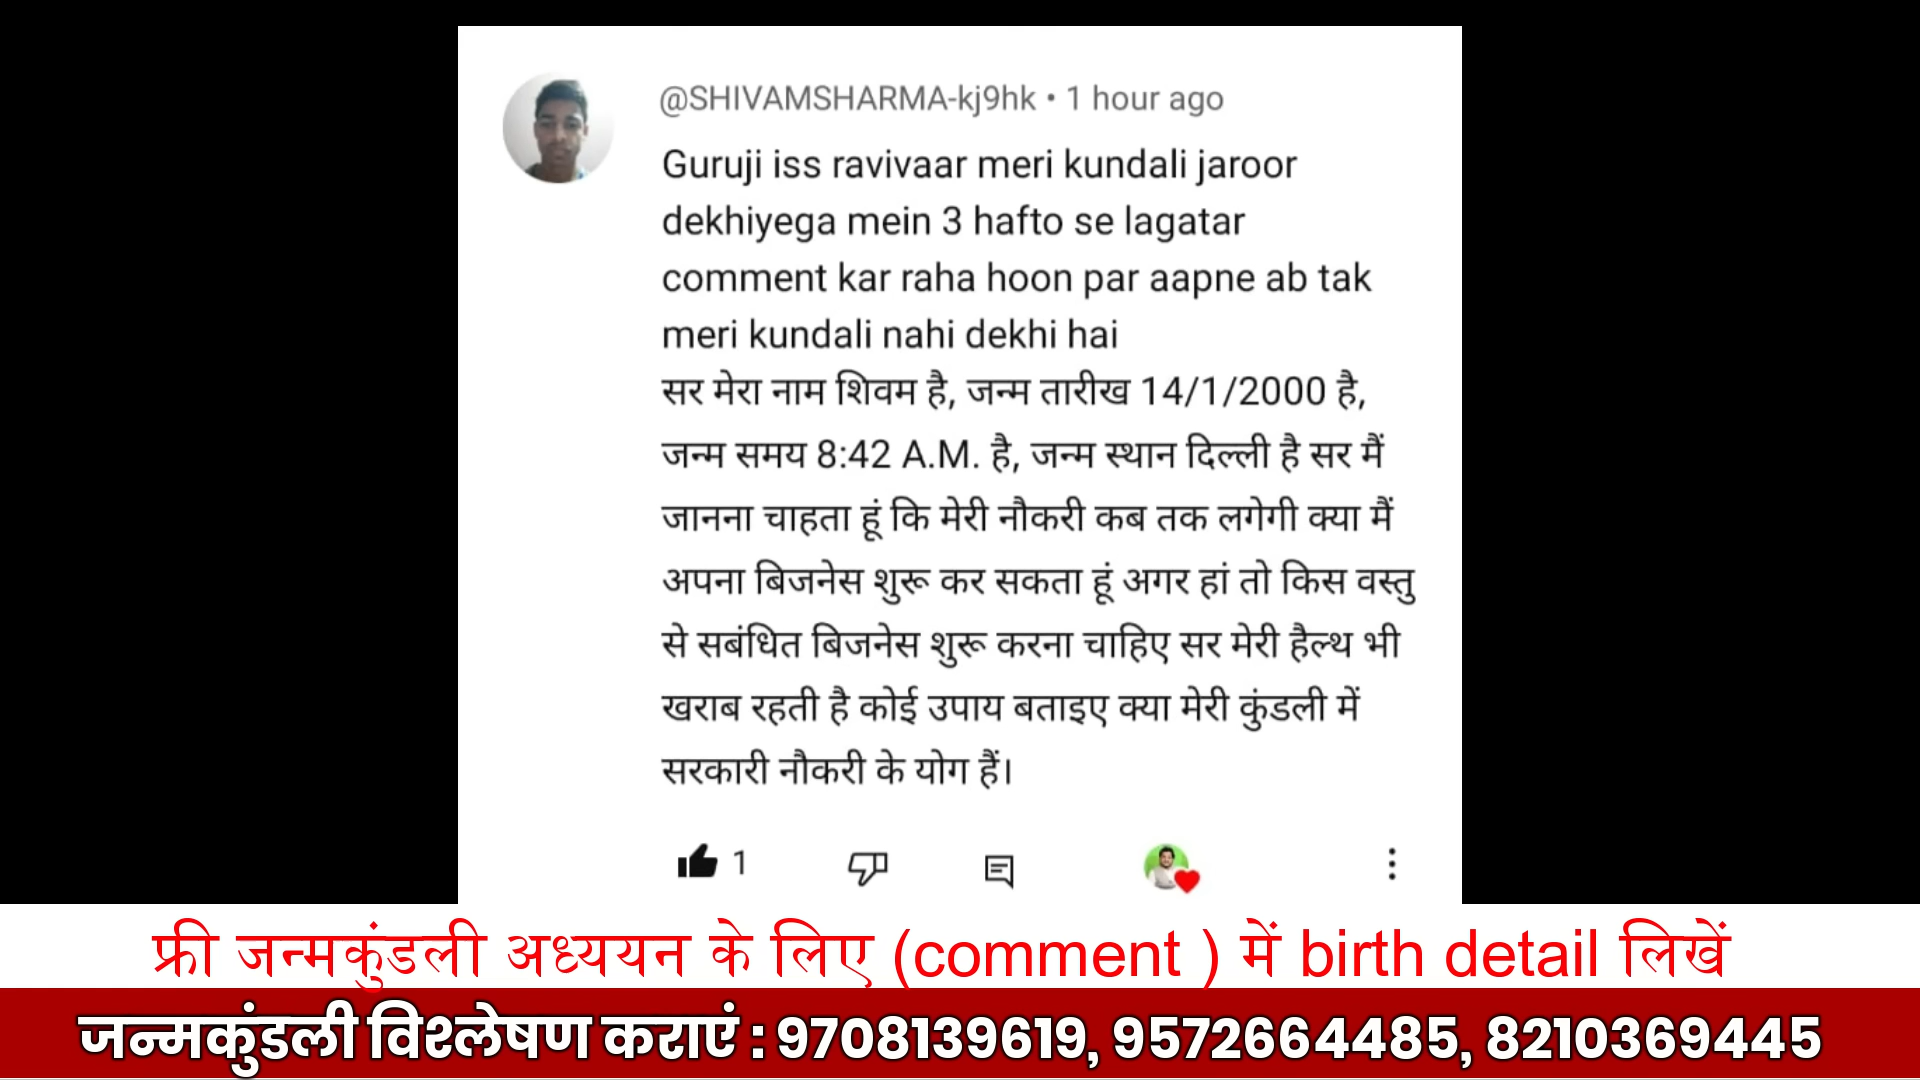 @SHIVAMSHARMA-kj9hk • 1 hour ago
Guruji iss ravivaar meri kundali jaroor
dekhiyega mein 3 hafto se lagatar
comment kar raha hoon par aapne ab tak
meri kundali nahi dekhi hai
सर मेरा नाम शिवम है, जन्म तारीख 14/1/2000 है,
जन्म समय 8:42 A.M. है, जन्म स्थान दिल्ली है सर मैं
जानना चाहता हूं कि मेरी नौकरी कब तक लगेगी क्या मैं
अपना बिजनेस शुरू कर सकता हूं अगर हां तो किस वस्तु
से सबंधित बिजनेस शुरू करना चाहिए सर मेरी हैल्थ भी
खराब रहती है कोई उपाय बताइए क्या मेरी कुंडली में
सरकारी नौकरी के योग हैं।
1
फ्री जन्मकुंडली अध्ययन के लिए (comment ) में birth detail लिखें
जन्मकुंडली विश्लेषण कराएं : 9708139619, 9572664485, 8210369445